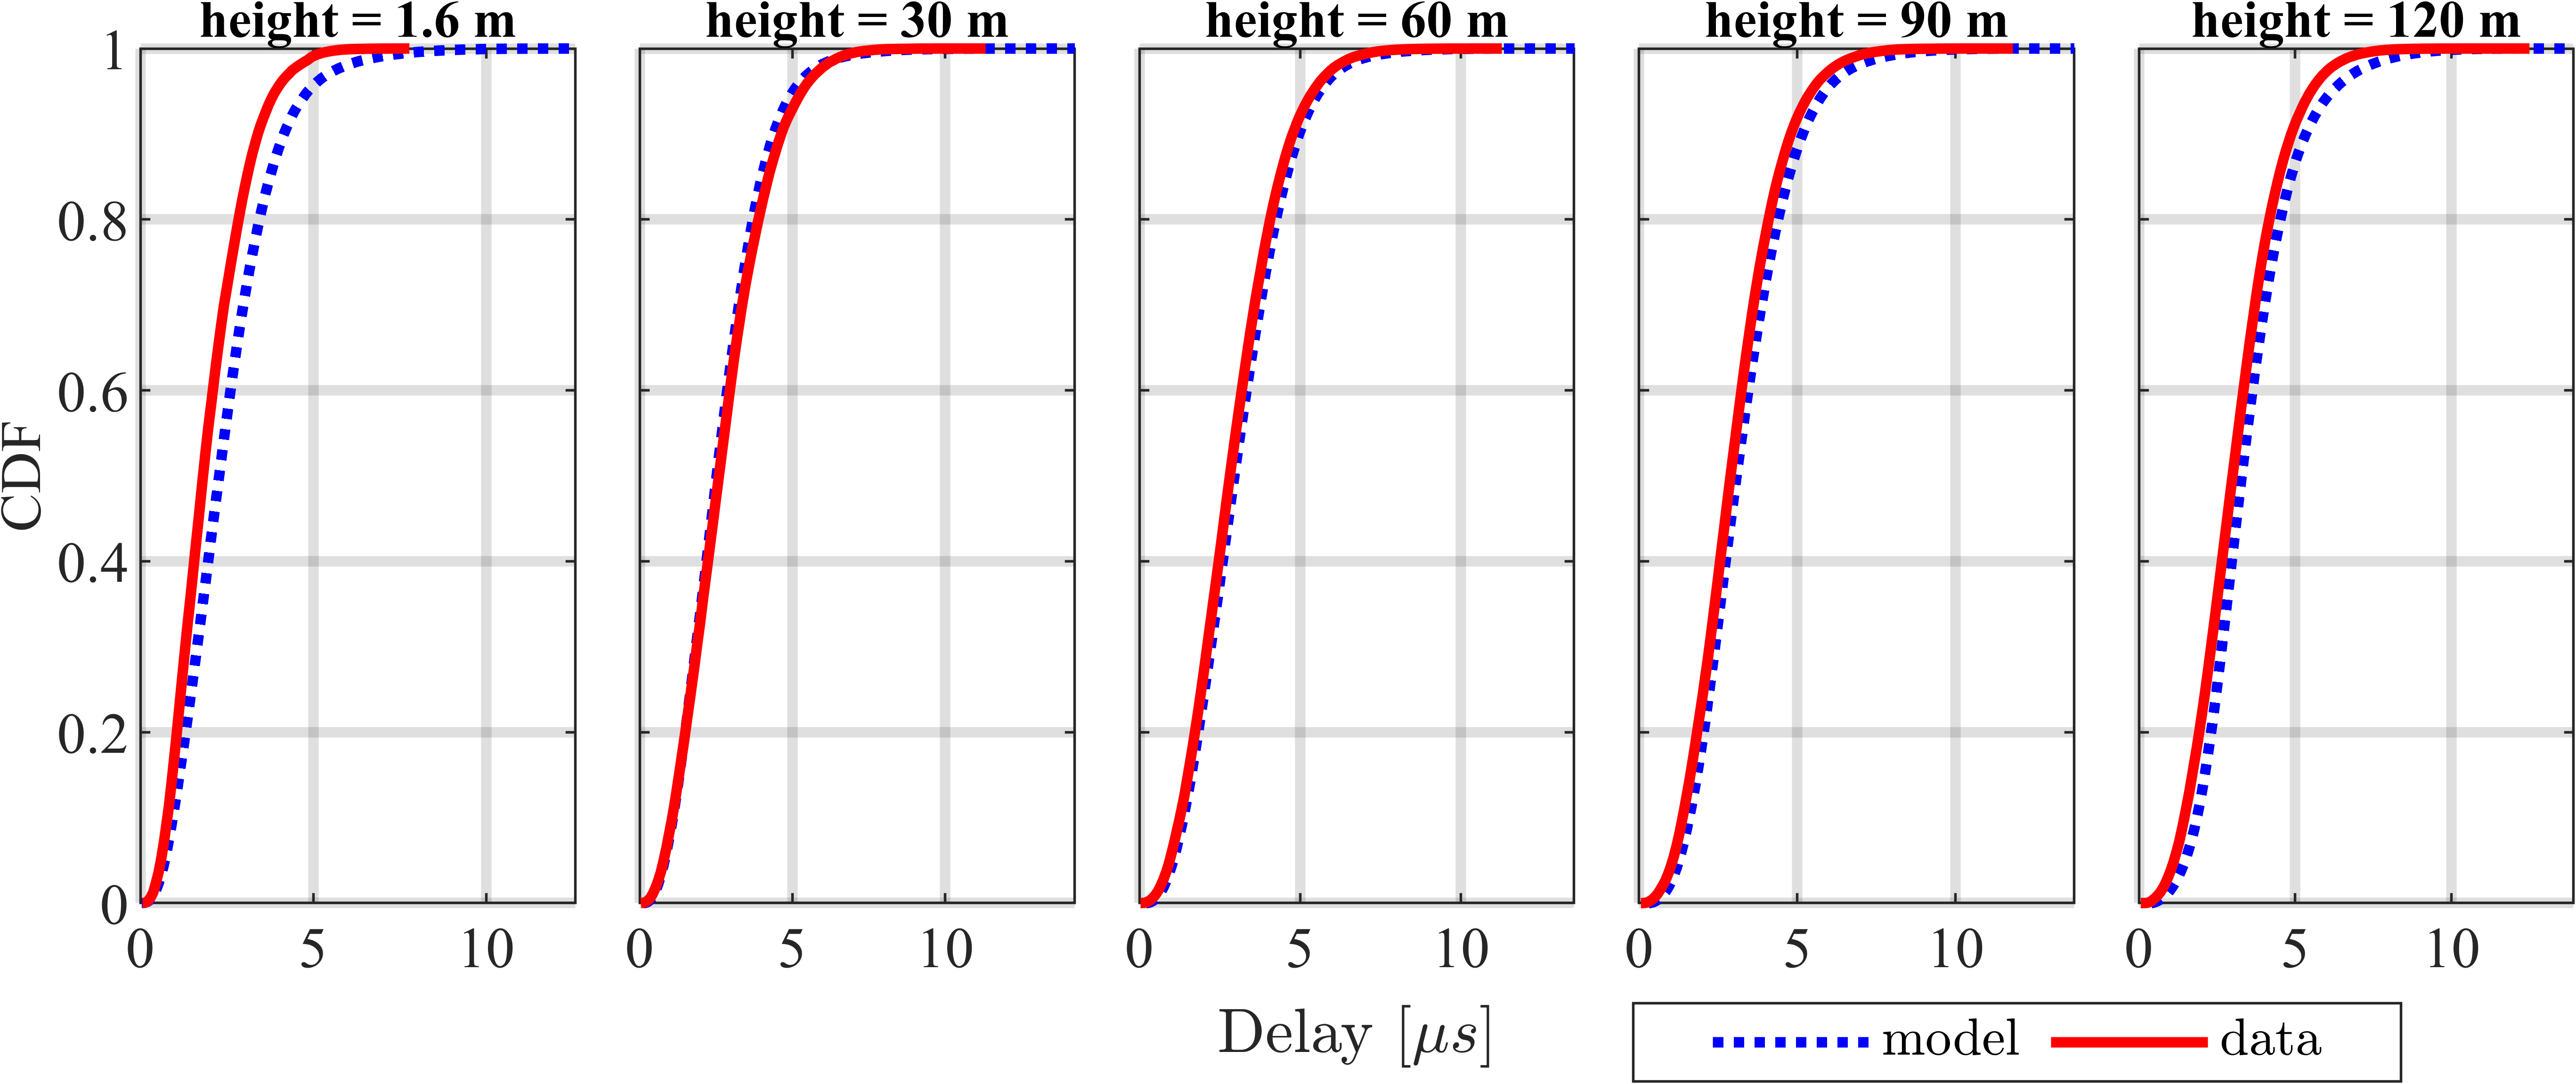 height = 1.6 m height = 30 m height = 60 m height = 90 m height = 120 m
1
0.8
0.6
0.4
0.2
0
CDF
0 5 10 0 5 10 0 5 10 0 5 10 0 5 10
Delay [μs]
model data